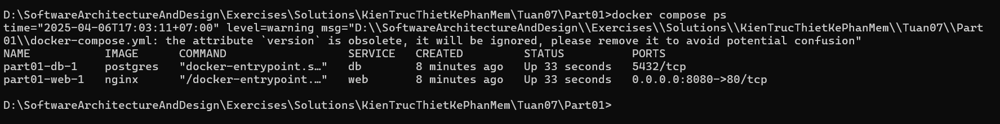 D:\SoftwareArchitectureAndDesign\Exercises\Solutions\KienTrucThietKePhanMem\Tuan07\Part01>docker compose ps
time="2025-04-06T17:03:11+07:00" level=warning msg="D:\\SoftwareArchitectureAndDesign\\Exercises\\Solutions\\KienTrucThietKePhanMem\\Tuan07\\Part
01\\docker-compose.yml: the attribute `version` is obsolete, it will be ignored, please remove it to avoid potential confusion"
NAME           IMAGE      COMMAND                  SERVICE   CREATED         STATUS          PORTS
part01-db-1    postgres   "docker-entrypoint.s…"   db        8 minutes ago   Up 33 seconds   5432/tcp
part01-web-1   nginx      "/docker-entrypoint.…"   web       8 minutes ago   Up 33 seconds   0.0.0.0:8080->80/tcp
D:\SoftwareArchitectureAndDesign\Exercises\Solutions\KienTrucThietKePhanMem\Tuan07\Part01>